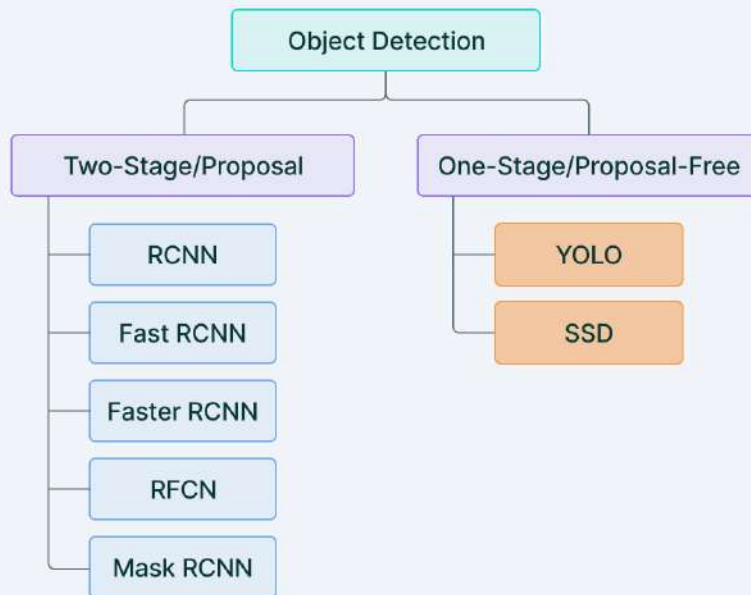 Object Detection
Two-Stage/Proposal
One-Stage/Proposal-Free
RCNN
YOLO
Fast RCNN
SSD
Faster RCNN
RFCN
Mask RCNN